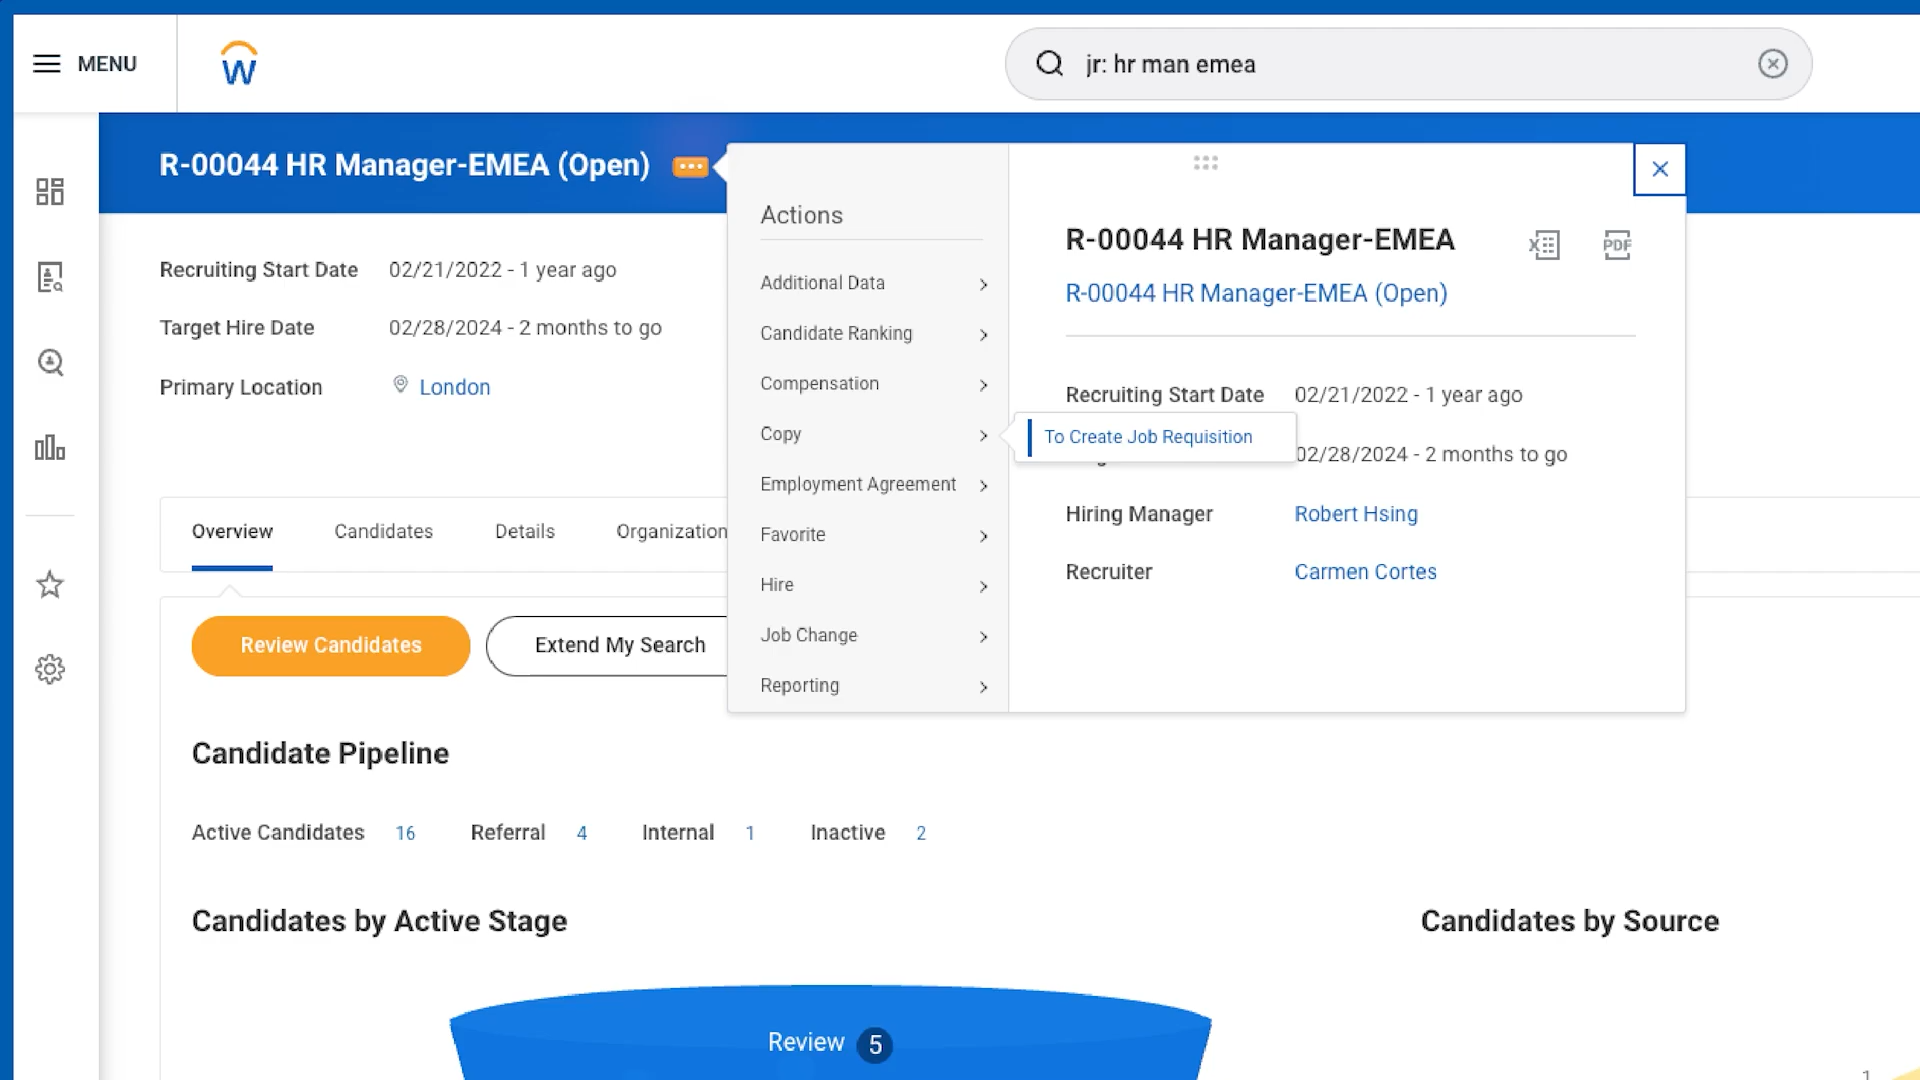 MENU
W
jr: hr man emea
R-00044 HR Manager-EMEA (Open)
Recruiting Start Date 02/21/2022 - 1 year ago
Target Hire Date 02/28/2024 - 2 months to go
Primary Location London
Overview Candidates Details Organization
Review Candidates Extend My Search
Actions
Additional Data
Candidate Ranking
Compensation
Copy
Employment Agreement
Favorite
Hire
Job Change
Reporting
To Create Job Requisition
R-00044 HR Manager-EMEA
PDF
R-00044 HR Manager-EMEA (Open)
Recruiting Start Date 02/21/2022 - 1 year ago
02/28/2024 - 2 months to go
Hiring Manager Robert Hsing
Recruiter Carmen Cortes
Candidate Pipeline
Active Candidates 16 Referral 4 Internal 1 Inactive 2
Candidates by Active Stage
Candidates by Source
Review 5
1